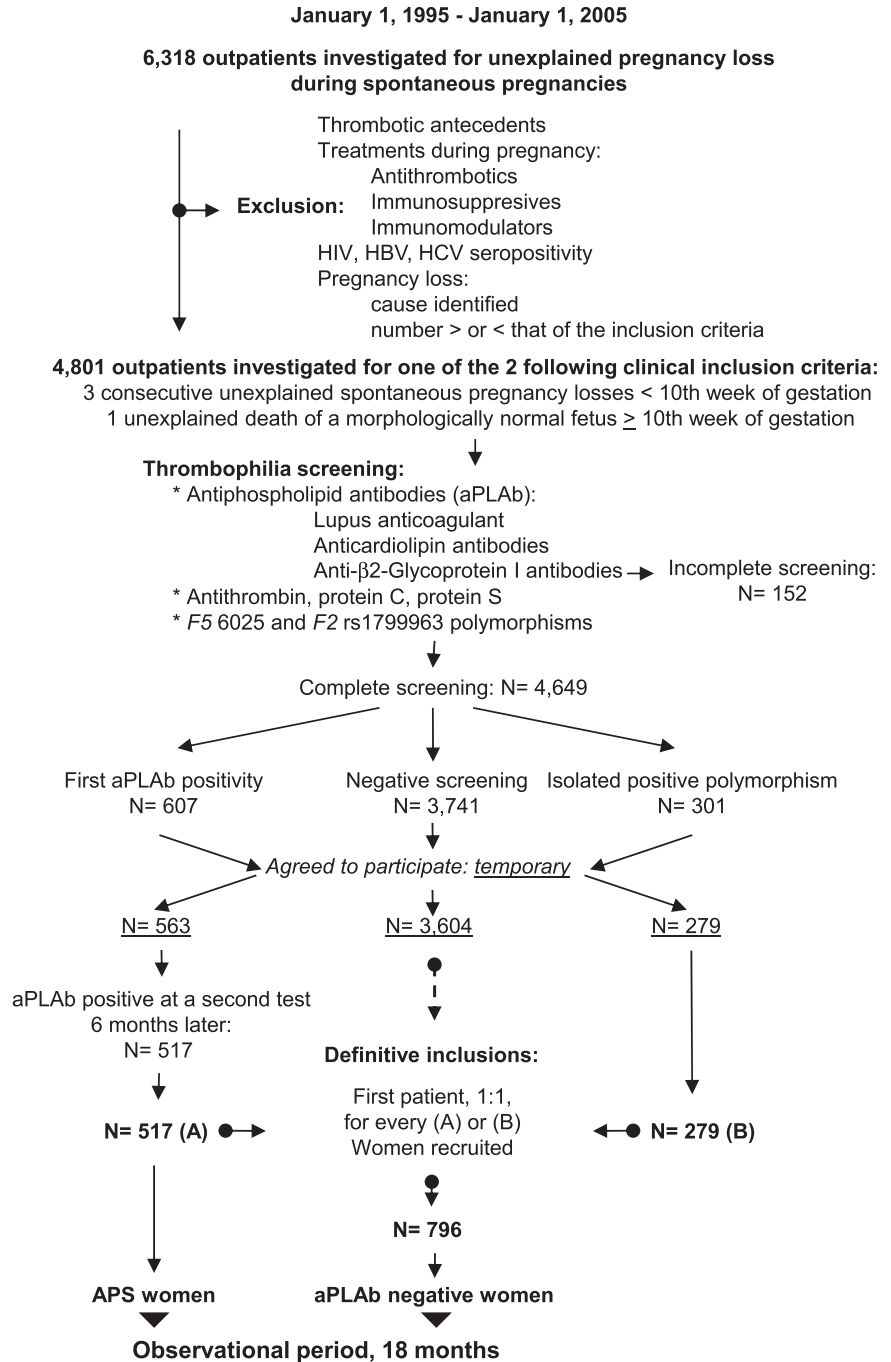 January 1, 1995 - January 1, 2005
6,318 outpatients investigated for unexplained pregnancy loss
during spontaneous pregnancies
Thrombotic antecedents
Treatments during pregnancy:
Antithrombotics
Exclusion:
Immunosuppresives
Immunomodulators
HIV, HBV, HCV seropositivity
Pregnancy loss:
cause identified
number > or < that of the inclusion criteria
4,801 outpatients investigated for one of the 2 following clinical inclusion criteria:
3 consecutive unexplained spontaneous pregnancy losses < 10th week of gestation
1 unexplained death of a morphologically normal fetus ≥ 10th week of gestation
Thrombophilia screening:
* Antiphospholipid antibodies (aPLAb):
Lupus anticoagulant
Anticardiolipin antibodies
Anti-β2-Glycoprotein I antibodies
Incomplete screening:
N= 152
* Antithrombin, protein C, protein S
* F5 6025 and F2 rs1799963 polymorphisms
Complete screening: N= 4,649
First aPLAb positivity
N= 607
Negative screening
N= 3,741
Isolated positive polymorphism
N= 301
Agreed to participate: temporary
N= 563
N= 3,604
N= 279
aPLAb positive at a second test
6 months later:
N= 517
Definitive inclusions:
First patient, 1:1,
for every (A) or (B)
Women recruited
N= 517 (A)
N= 279 (B)
N= 796
APS women
aPLAb negative women
Observational period, 18 months